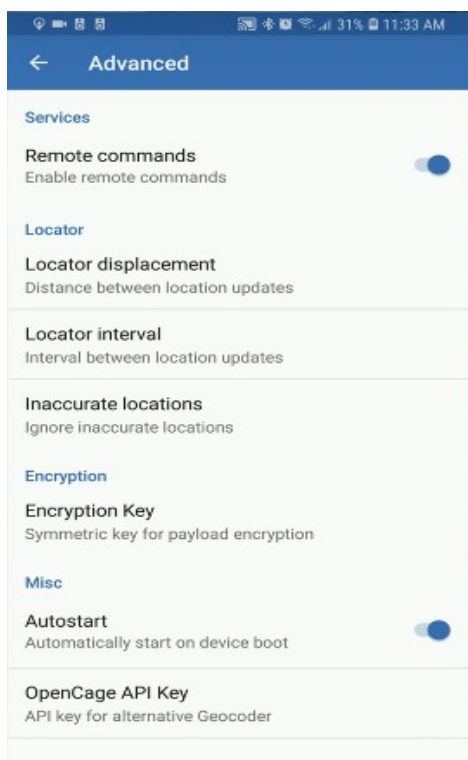 31% 11:33 AM
Advanced
Services
Remote commands
Enable remote commands
Locator
Locator displacement
Distance between location updates
Locator interval
Interval between location updates
Inaccurate locations
Ignore inaccurate locations
Encryption
Encryption Key
Symmetric key for payload encryption
Misc
Autostart
Automatically start on device boot
OpenCage API Key
API key for alternative Geocoder